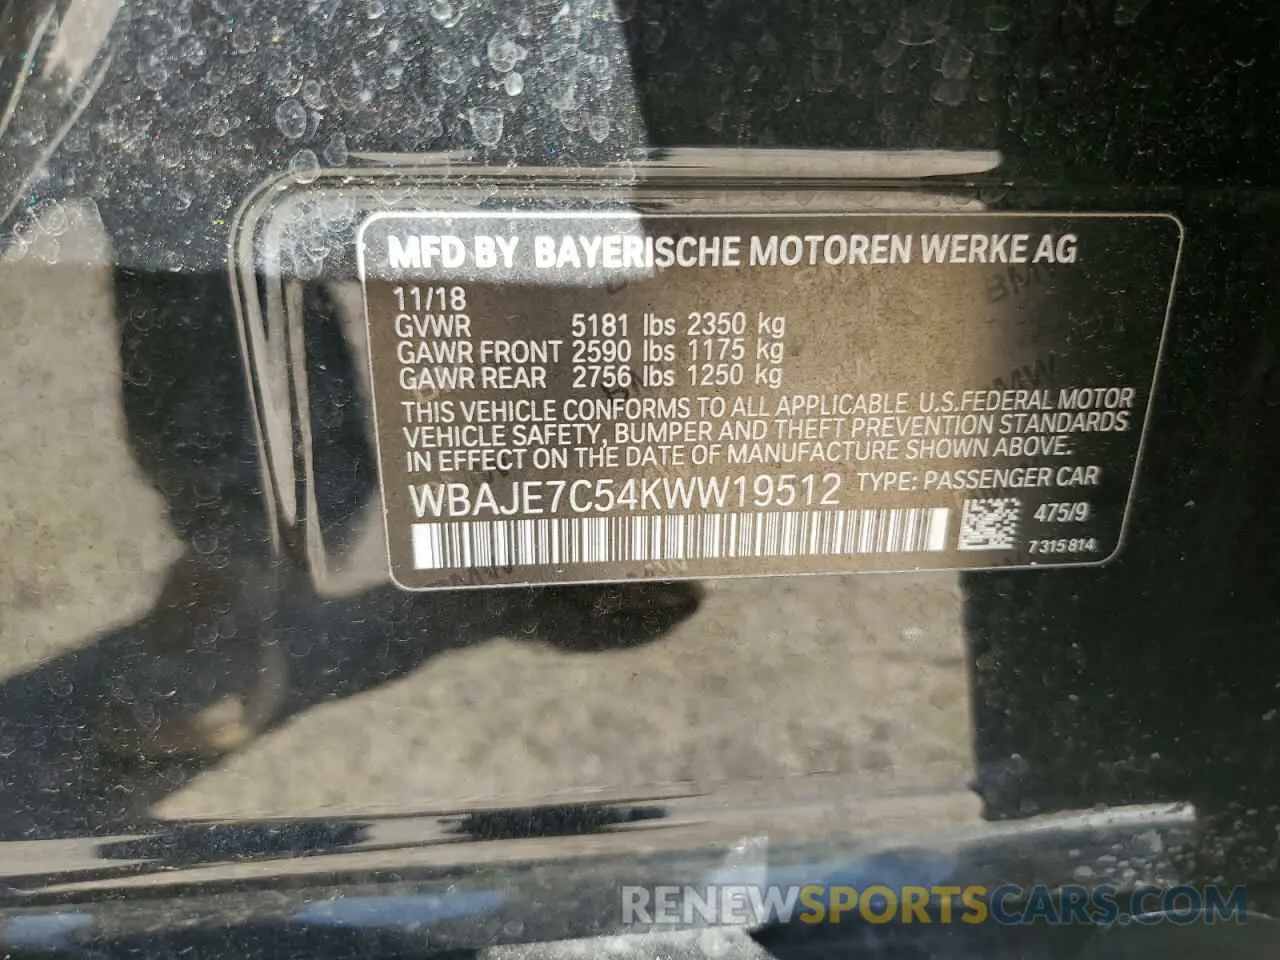 MFD BY BAYERISCHE MOTOREN WERKE AG
11/18
GVWR 5181 lbs 2350 kg
GAWR FRONT 2590 lbs 1175 kg
GAWR REAR 2756 lbs 1250 kg
THIS VEHICLE CONFORMS TO ALL APPLICABLE U.S.FEDERAL MOTOR
VEHICLE SAFETY, BUMPER AND THEFT PREVENTION STANDARDS
IN EFFECT ON THE DATE OF MANUFACTURE SHOWN ABOVE.
WBAJE7C54KWW19512 TYPE: PASSENGER CAR
475/9
7315814
RENEWSPORTSCARS.COM